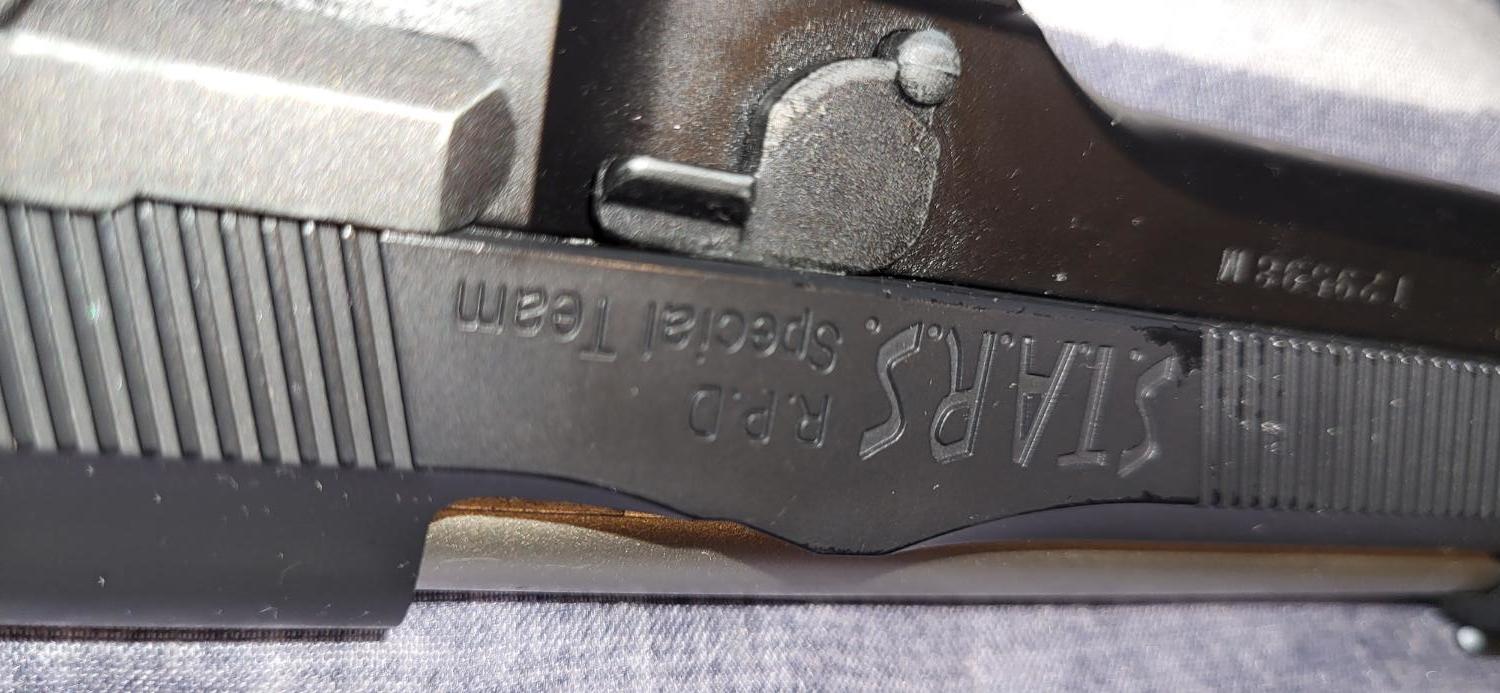 S.T.A.R.S.
R.P.D
Special Team